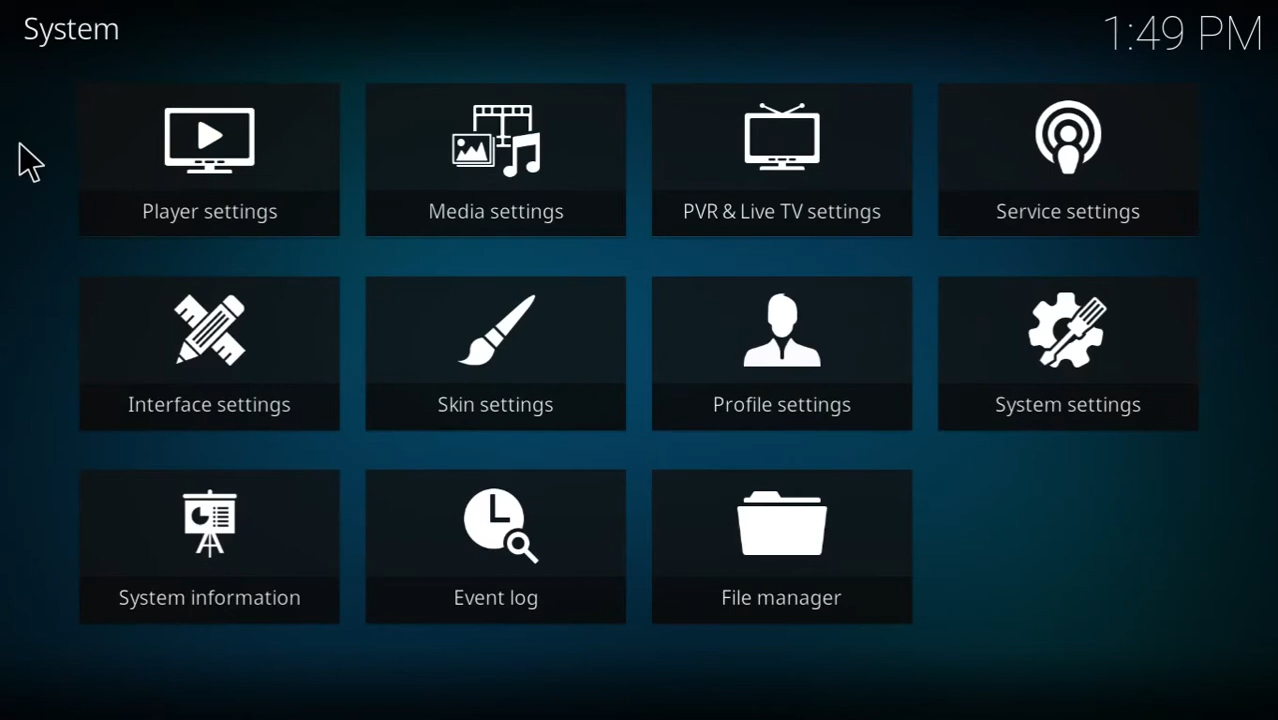 System
1:49 PM
Player settings
Media settings
PVR & Live TV settings
Service settings
Interface settings
Skin settings
Profile settings
System settings
System information
Event log
File manager